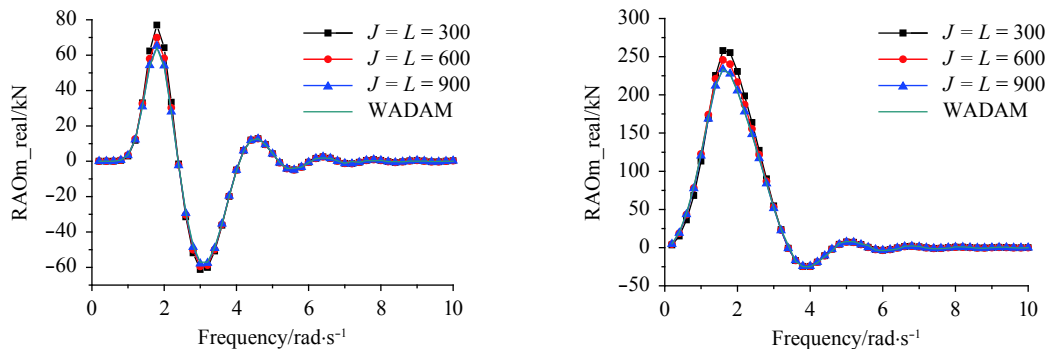 RAOm_real/kN
80
60
40
20
0
−20
−40
−60
0 2 4 6 8 10
Frequency/rad·s⁻¹
J = L = 300
J = L = 600
J = L = 900
WADAM
RAOm_real/kN
300
250
200
150
100
50
0
−25
−50
0 2 4 6 8 10
Frequency/rad·s⁻¹
J = L = 300
J = L = 600
J = L = 900
WADAM